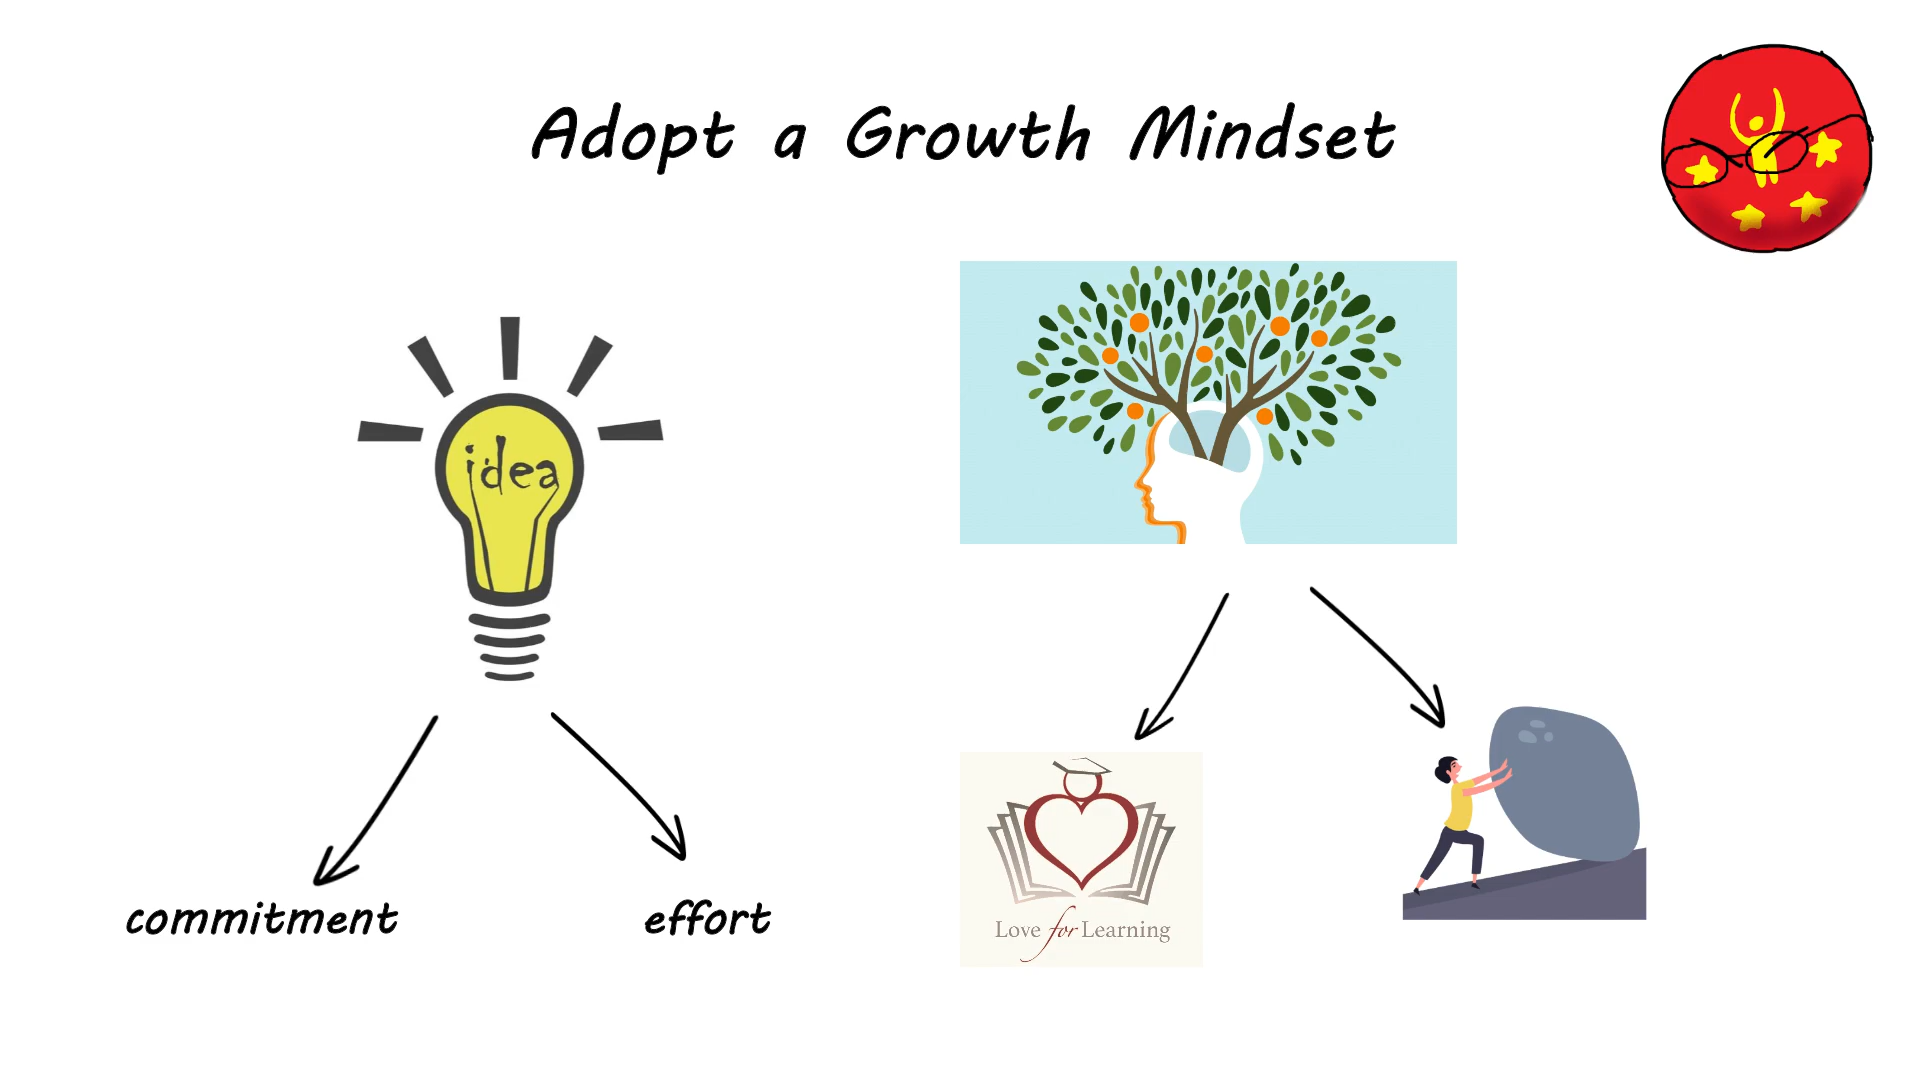 Adopt a Growth Mindset
idea
commitment
effort
Love for Learning